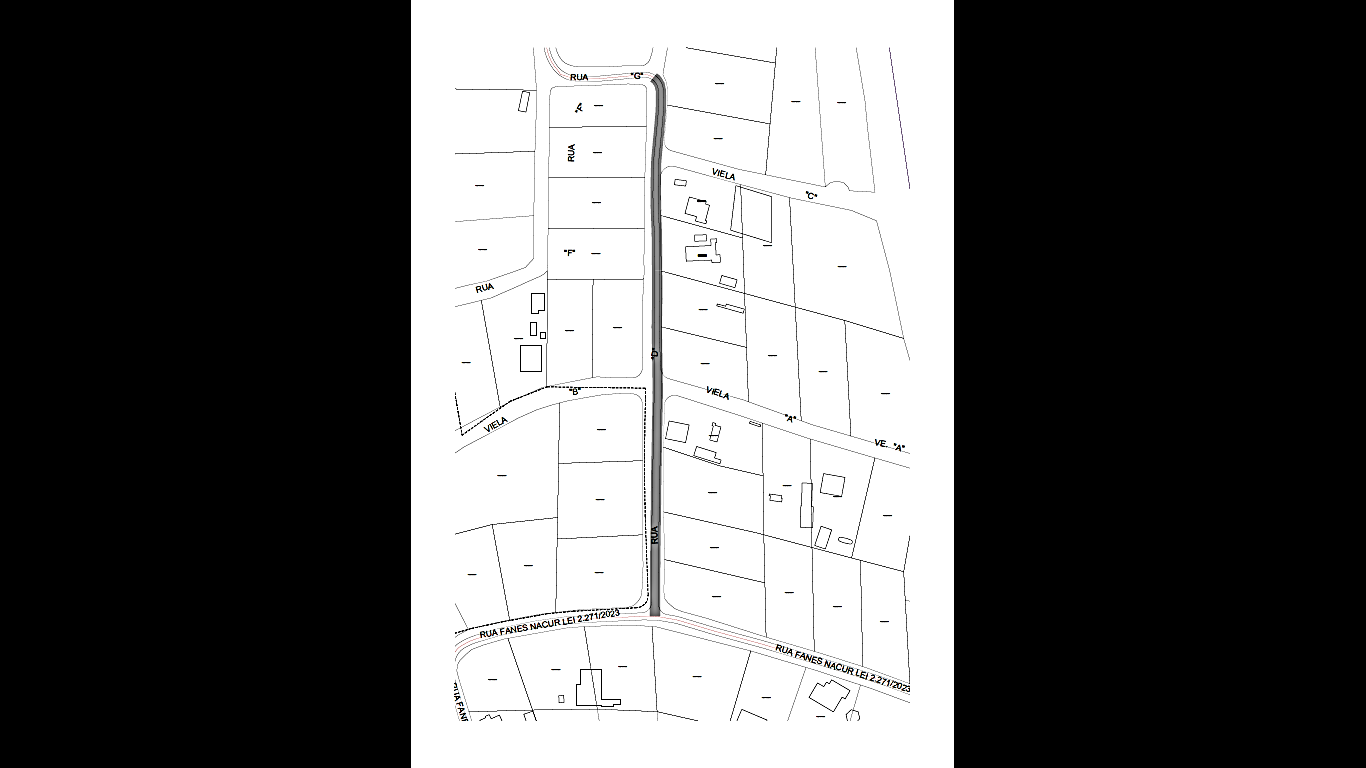 RUA "G"
"A"
RUA
VIELA "C"
"F"
RUA
"D"
"B"
VIELA "A"
VIELA
VE. "A"
RUA
RUA FANES NACUR LEI 2.271/2023
RUA FANES NACUR LEI 2.271/2023